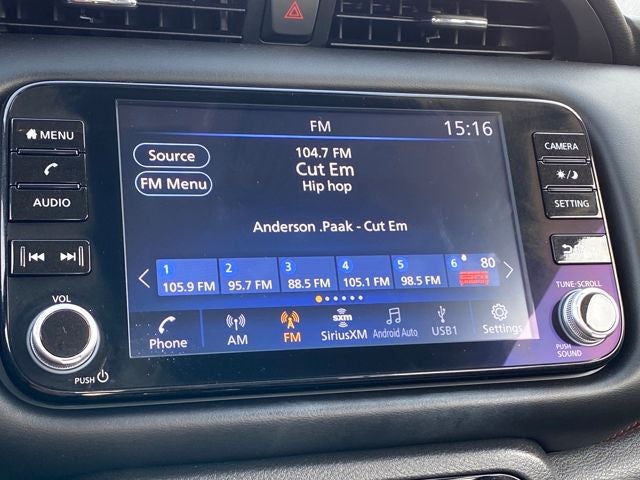 FM 15:16
MENU
Source
104.7 FM
Cut Em
Hip hop
FM Menu
AUDIO
CAMERA
SETTING
Anderson .Paak - Cut Em
1 2 3 4 5 6 80
105.9 FM 95.7 FM 88.5 FM 105.1 FM 98.5 FM
VOL
PUSH
TUNE·SCROLL
PUSH
SOUND
Phone
AM
FM
sxm
SiriusXM
Android Auto
USB1
Settings